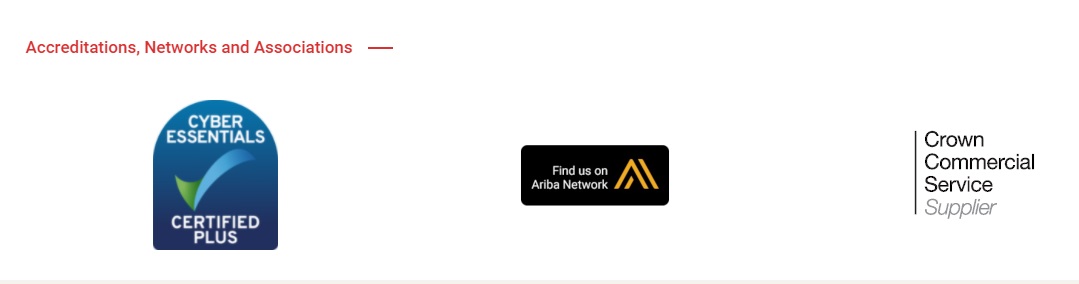 Accreditations, Networks and Associations
CYBER
ESSENTIALS
CERTIFIED
PLUS
Find us on
Ariba Network
Crown
Commercial
Service
Supplier